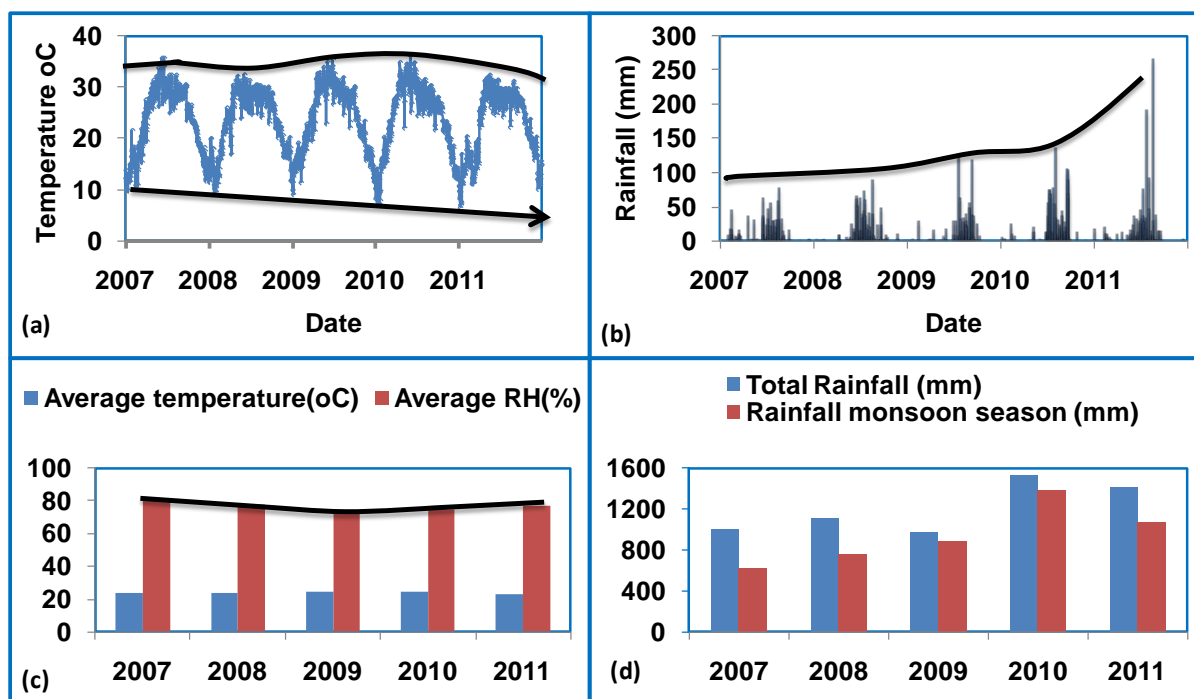 40
30
20
10
0
Temperature oC
2007 2008 2009 2010 2011
Date
(a)
300
250
200
150
100
50
0
Rainfall (mm)
2007 2008 2009 2010 2011
Date
(b)
Average temperature(oC) Average RH(%)
100
80
60
40
20
0
2007 2008 2009 2010 2011
(c)
Total Rainfall (mm)
Rainfall monsoon season (mm)
1600
1200
800
400
0
2007 2008 2009 2010 2011
(d)